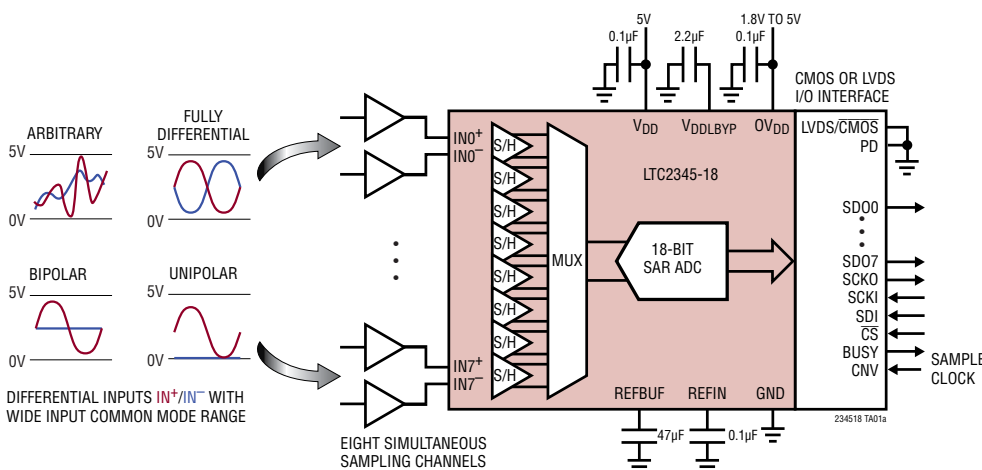 5V
1.8V TO 5V
0.1µF
2.2µF
0.1µF
CMOS OR LVDS
I/O INTERFACE
ARBITRARY
FULLY
DIFFERENTIAL
5V
0V
5V
0V
BIPOLAR
UNIPOLAR
5V
0V
5V
0V
DIFFERENTIAL INPUTS IN+/IN– WITH
WIDE INPUT COMMON MODE RANGE
IN0+
IN0–
IN7+
IN7–
EIGHT SIMULTANEOUS
SAMPLING CHANNELS
S/H
S/H
S/H
S/H
S/H
S/H
S/H
S/H
MUX
VDD
VDDLBYP
OVDD
LTC2345-18
18-BIT
SAR ADC
REFBUF
REFIN
GND
47µF
0.1µF
LVDS/CMOS
PD
SDO0
SDO7
SCKO
SCKI
SDI
CS
BUSY
CNV
SAMPLE
CLOCK
234518 TA01a